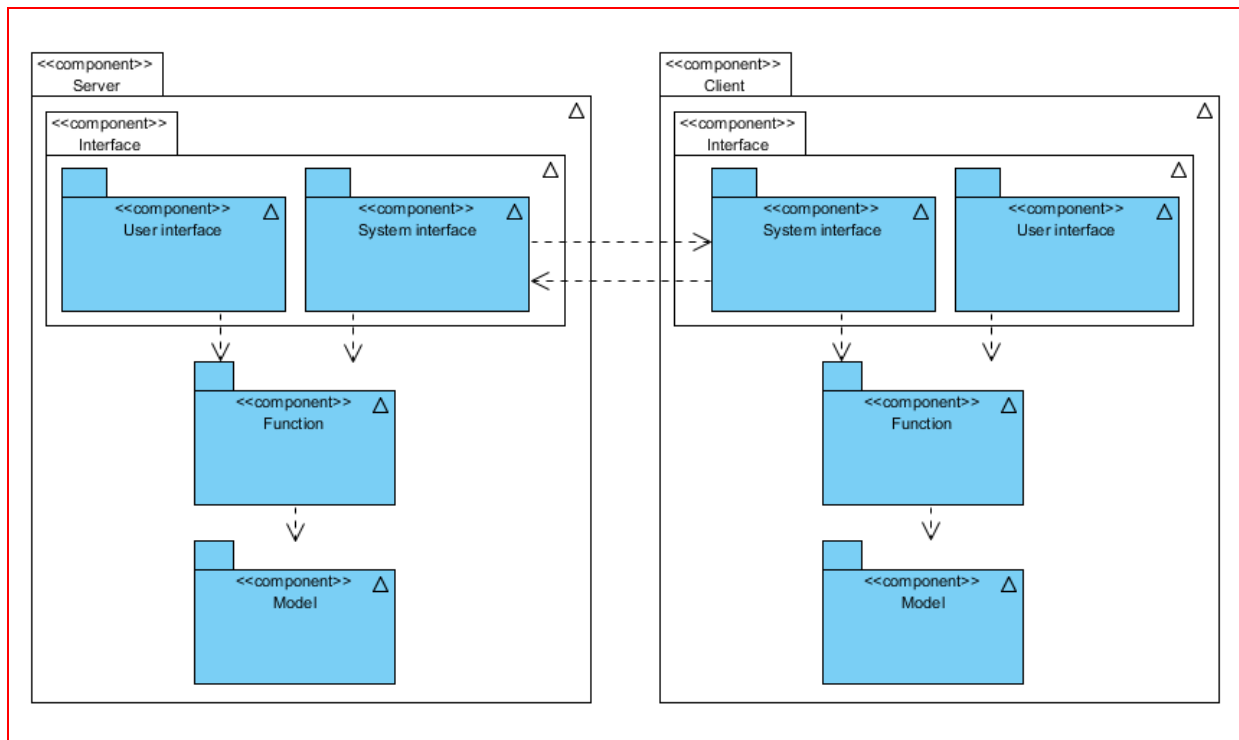 <<component>>
Server
<<component>>
Interface
<<component>>
User interface
<<component>>
System interface
<<component>>
Function
<<component>>
Model
<<component>>
Client
<<component>>
Interface
<<component>>
System interface
<<component>>
User interface
<<component>>
Function
<<component>>
Model